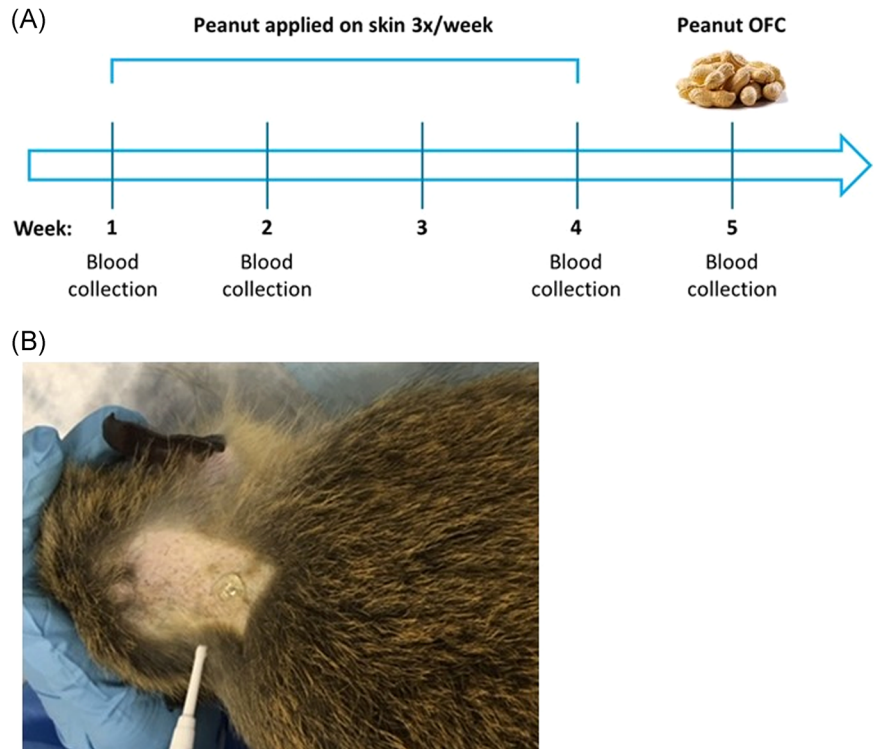 (A)
Peanut applied on skin 3x/week
Peanut OFC
Week: 1 2 3 4 5
Blood collection
Blood collection
Blood collection
Blood collection
(B)